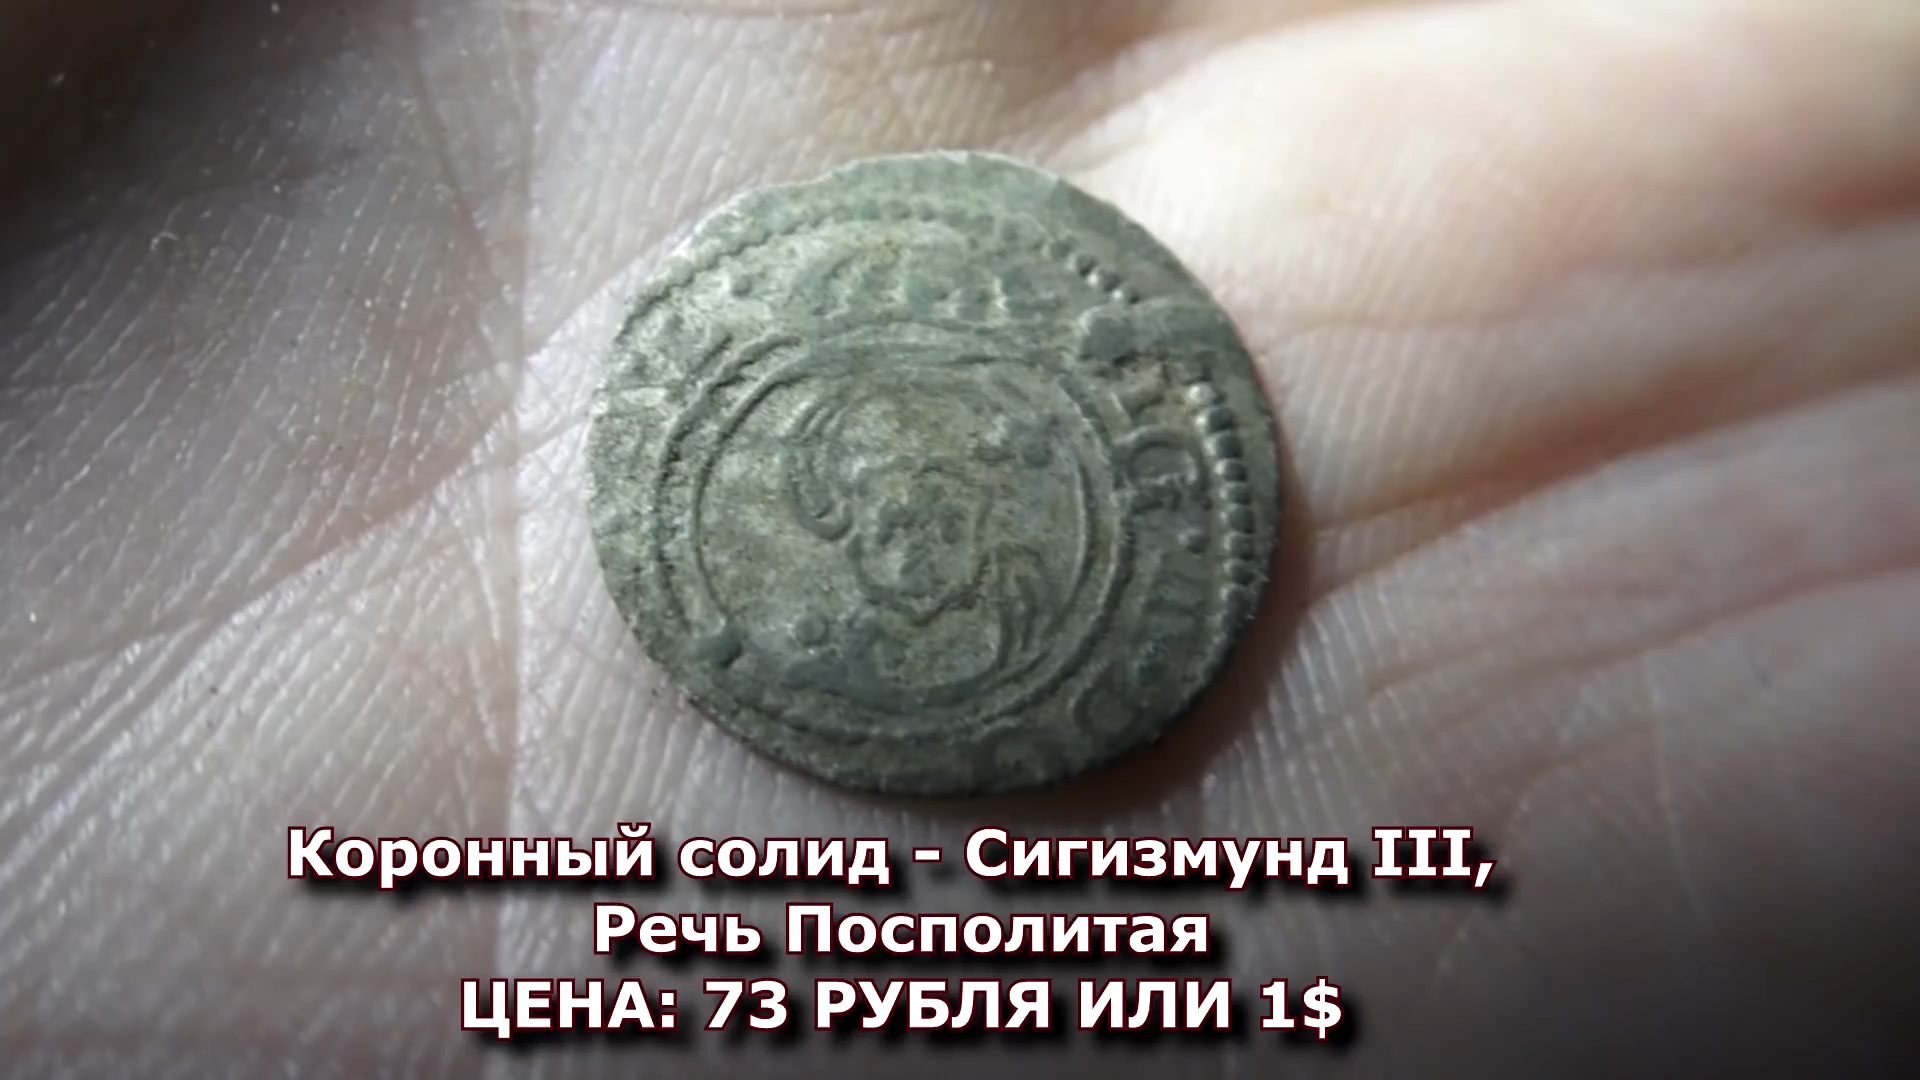 Коронный солид - Сигизмунд III,
Речь Посполитая
ЦЕНА: 73 РУБЛЯ ИЛИ 1$